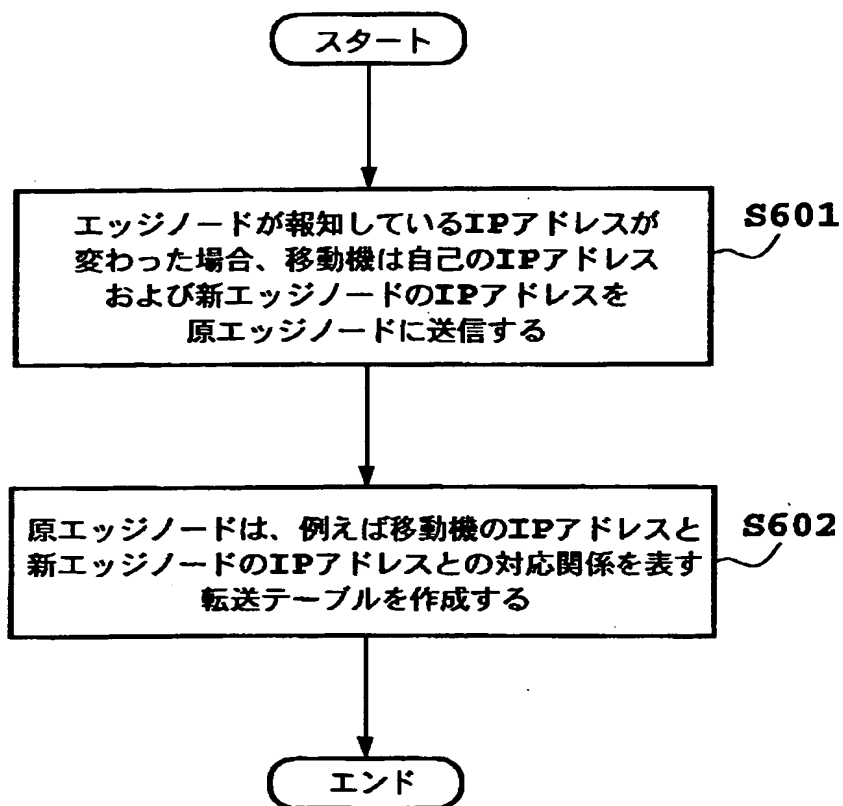 スタート
エッジノードが報知しているIPアドレスが
変わった場合、移動機は自己のIPアドレス
および新エッジノードのIPアドレスを
原エッジノードに送信する
S601
原エッジノードは、例えば移動機のIPアドレスと
新エッジノードのIPアドレスとの対応関係を表す
転送テーブルを作成する
S602
エンド